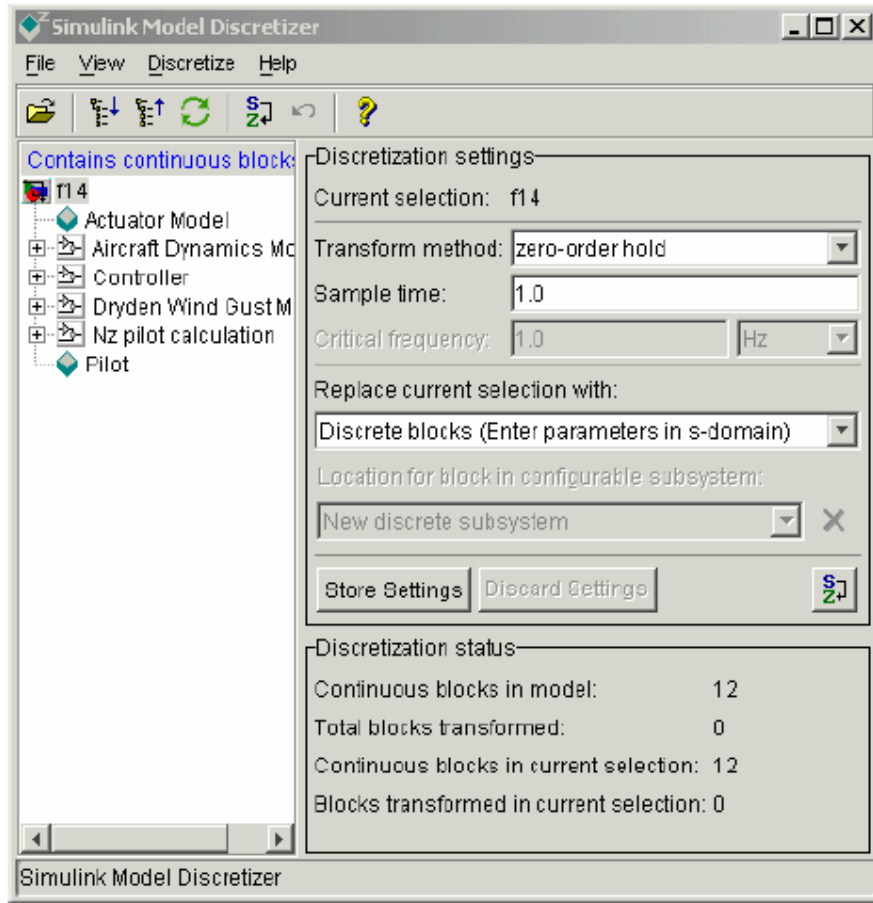 Simulink Model Discretizer
File View Discretize Help
Contains continuous block
f14
Actuator Model
Aircraft Dynamics Mo
Controller
Dryden Wind Gust M
Nz pilot calculation
Pilot
Discretization settings
Current selection: f14
Transform method: zero-order hold
Sample time: 1.0
Critical frequency: 1.0 Hz
Replace current selection with:
Discrete blocks (Enter parameters in s-domain)
Location for block in configurable subsystem:
New discrete subsystem
Store Settings Discard Settings
Discretization status
Continuous blocks in model: 12
Total blocks transformed: 0
Continuous blocks in current selection: 12
Blocks transformed in current selection: 0
Simulink Model Discretizer